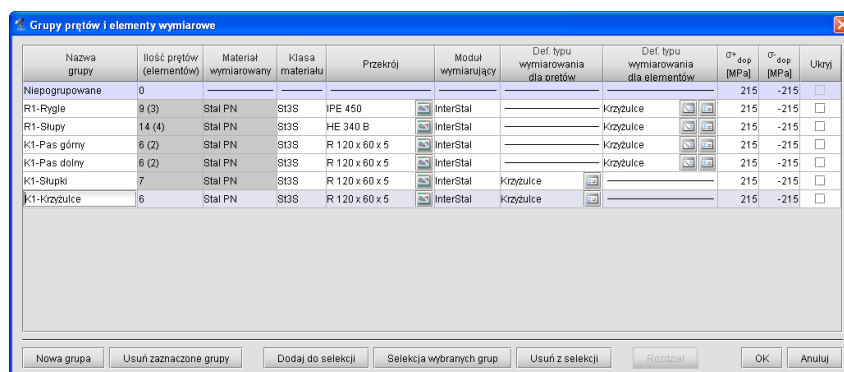 Grupy prętów i elementy wymiarowe
Nazwa grupy Ilość prętów (elementów) Materiał wymiarowany Klasa materiału Przekrój Moduł wymiarujący Def. typu wymiarowania dla pretów Def. typu wymiarowania dla elementów σ+ dop [MPa] σ- dop [MPa] Ukryj
Niepogrupowane 0 215 -215
R1-Rygle 9 (3) Stal PN St3S IPE 450 InterStal Krzyżulce 215 -215
R1-Słupy 14 (4) Stal PN St3S HE 340 B InterStal Krzyżulce 215 -215
K1-Pas górny 6 (2) Stal PN St3S R 120 x 60 x 5 InterStal Krzyżulce 215 -215
K1-Pas dolny 6 (2) Stal PN St3S R 120 x 60 x 5 InterStal Krzyżulce 215 -215
K1-Słupki 7 Stal PN St3S R 120 x 60 x 5 InterStal Krzyżulce 215 -215
K1-Krzyżulce 6 Stal PN St3S R 120 x 60 x 5 InterStal Krzyżulce 215 -215
Nowa grupa Usuń zaznaczone grupy Dodaj do selekcji Selekcja wybranych grup Usuń z selekcji Rozdziel OK Anuluj